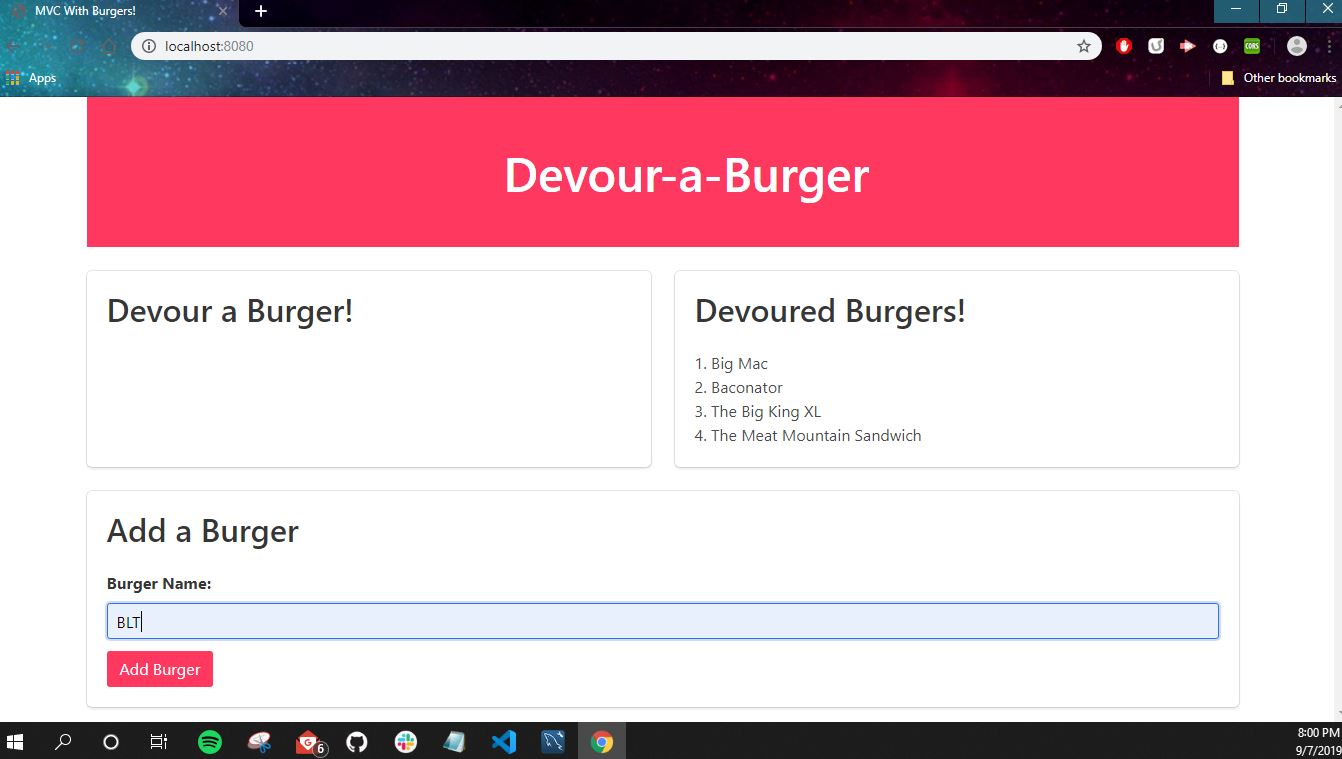 MVC With Burgers!
localhost:8080
CORS
Apps
Other bookmarks
Devour-a-Burger
Devour a Burger!
Devoured Burgers!
1. Big Mac
2. Baconator
3. The Big King XL
4. The Meat Mountain Sandwich
Add a Burger
Burger Name:
BLT
Add Burger
6
8:00 PM
9/7/2019